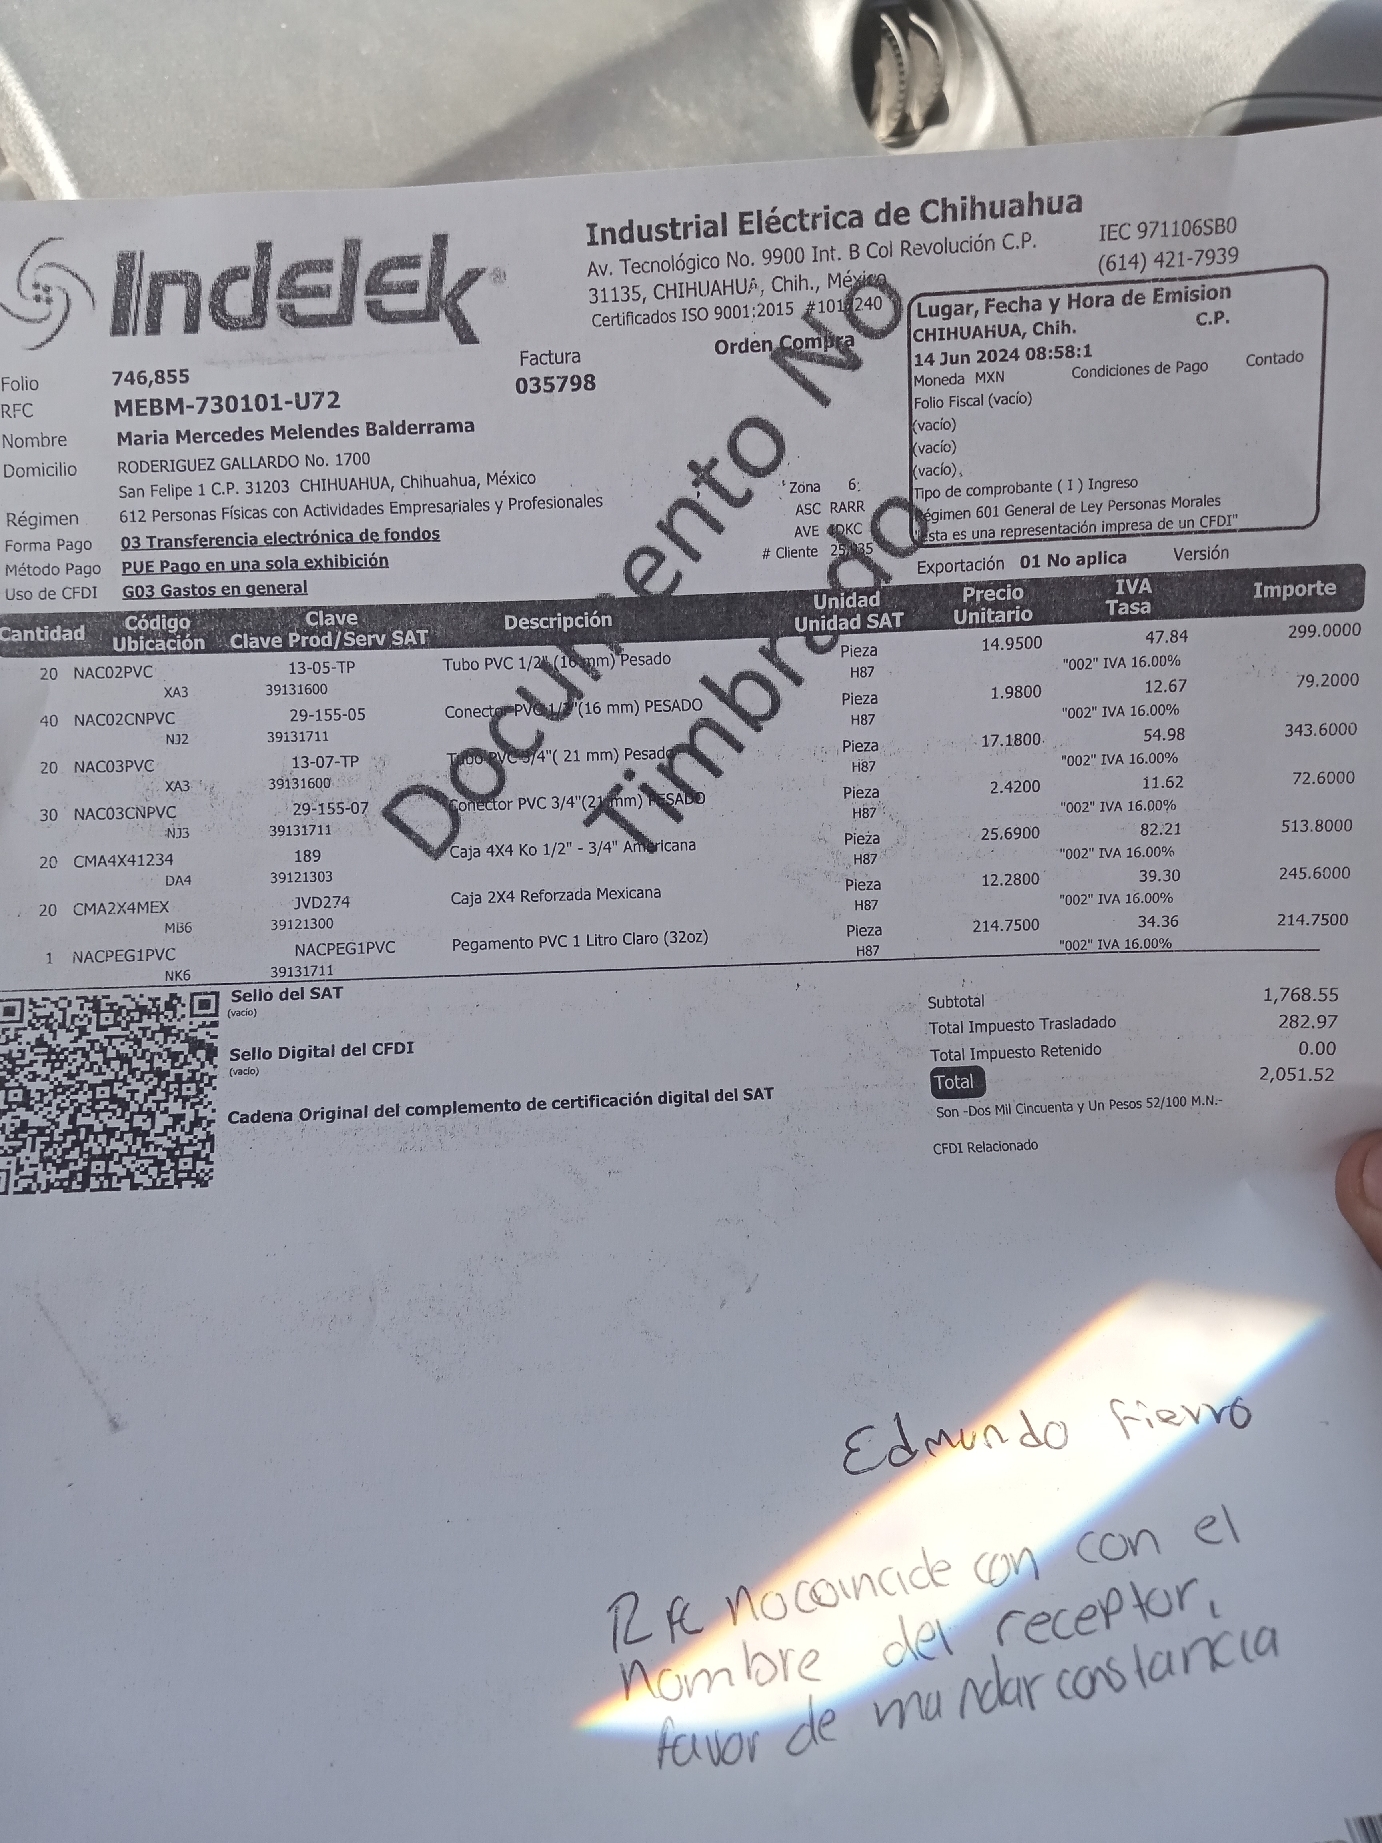 Indelek
Industrial Eléctrica de Chihuahua
Av. Tecnológico No. 9900 Int. B Col Revolución C.P.
31135, CHIHUAHUA, Chih., México
Certificados ISO 9001:2015 #101 240
IEC 971106SB0
(614) 421-7939
Orden Compra
Lugar, Fecha y Hora de Emision
CHIHUAHUA, Chih. C.P.
14 Jun 2024 08:58:1
Moneda MXN Condiciones de Pago Contado
Folio Fiscal (vacío)
(vacío)
(vacío)
(vacío)
Tipo de comprobante ( I ) Ingreso
Régimen 601 General de Ley Personas Morales
"Esta es una representación impresa de un CFDI"
Factura
035798
Folio 746,855
RFC MEBM-730101-U72
Nombre Maria Mercedes Melendes Balderrama
Domicilio RODERIGUEZ GALLARDO No. 1700
San Felipe 1 C.P. 31203 CHIHUAHUA, Chihuahua, México
Régimen 612 Personas Físicas con Actividades Empresariales y Profesionales
Forma Pago 03 Transferencia electrónica de fondos
Método Pago PUE Pago en una sola exhibición
Uso de CFDI G03 Gastos en general
Zona 6:
ASC RARR
AVE
# Cliente
Exportación 01 No aplica Versión
Documento No
Timbrado
Cantidad Código Ubicación Clave Clave Prod/Serv SAT Descripción Unidad Unidad SAT Precio Unitario IVA Tasa Importe
20 NAC02PVC 13-05-TP Tubo PVC 1/2" (16 mm) Pesado Pieza 14.9500 47.84 299.0000
XA3 39131600 H87 "002" IVA 16.00%
40 NAC02CNPVC 29-155-05 Conector PVC 1/2"(16 mm) PESADO Pieza 1.9800 12.67 79.2000
NJ2 39131711 H87 "002" IVA 16.00%
20 NAC03PVC 13-07-TP Tubo PVC 3/4"( 21 mm) Pesado Pieza 17.1800 54.98 343.6000
XA3 39131600 H87 "002" IVA 16.00%
30 NAC03CNPVC 29-155-07 Conector PVC 3/4"(21 mm) PESADO Pieza 2.4200 11.62 72.6000
NJ3 39131711 H87 "002" IVA 16.00%
20 CMA4X41234 189 Caja 4X4 Ko 1/2" - 3/4" Americana Pieza 25.6900 82.21 513.8000
DA4 39121303 H87 "002" IVA 16.00%
20 CMA2X4MEX JVD274 Caja 2X4 Reforzada Mexicana Pieza 12.2800 39.30 245.6000
MB6 39121300 H87 "002" IVA 16.00%
1 NACPEG1PVC NACPEG1PVC Pegamento PVC 1 Litro Claro (32oz) Pieza 214.7500 34.36 214.7500
NK6 39131711 H87 "002" IVA 16.00%
Sello del SAT
(vacío)
Sello Digital del CFDI
(vacío)
Cadena Original del complemento de certificación digital del SAT
Subtotal 1,768.55
Total Impuesto Trasladado 282.97
Total Impuesto Retenido 0.00
Total 2,051.52
Son -Dos Mil Cincuenta y Un Pesos 52/100 M.N.-
CFDI Relacionado
Edmundo Fierro
Rfc no coincide con con el
nombre del receptor,
favor de mandar constancia